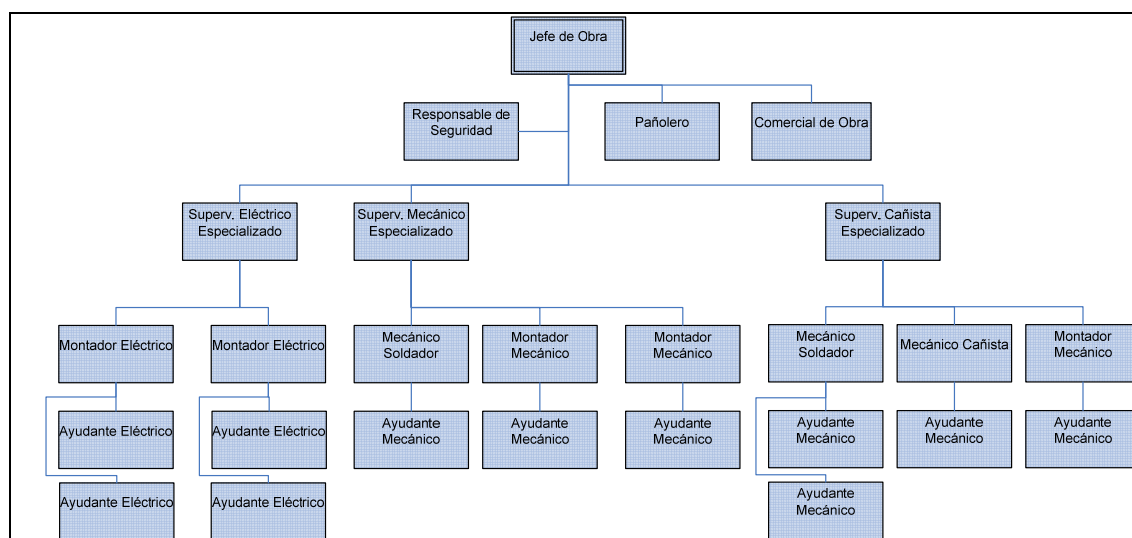 Jefe de Obra
Responsable de
Seguridad
Pañolero
Comercial de Obra
Superv. Eléctrico
Especializado
Superv. Mecánico
Especializado
Superv. Cañista
Especializado
Montador Eléctrico
Montador Eléctrico
Mecánico
Soldador
Montador
Mecánico
Montador
Mecánico
Mecánico
Soldador
Mecánico Cañista
Montador
Mecánico
Ayudante Eléctrico
Ayudante Eléctrico
Ayudante
Mecánico
Ayudante
Mecánico
Ayudante
Mecánico
Ayudante
Mecánico
Ayudante
Mecánico
Ayudante
Mecánico
Ayudante Eléctrico
Ayudante Eléctrico
Ayudante
Mecánico